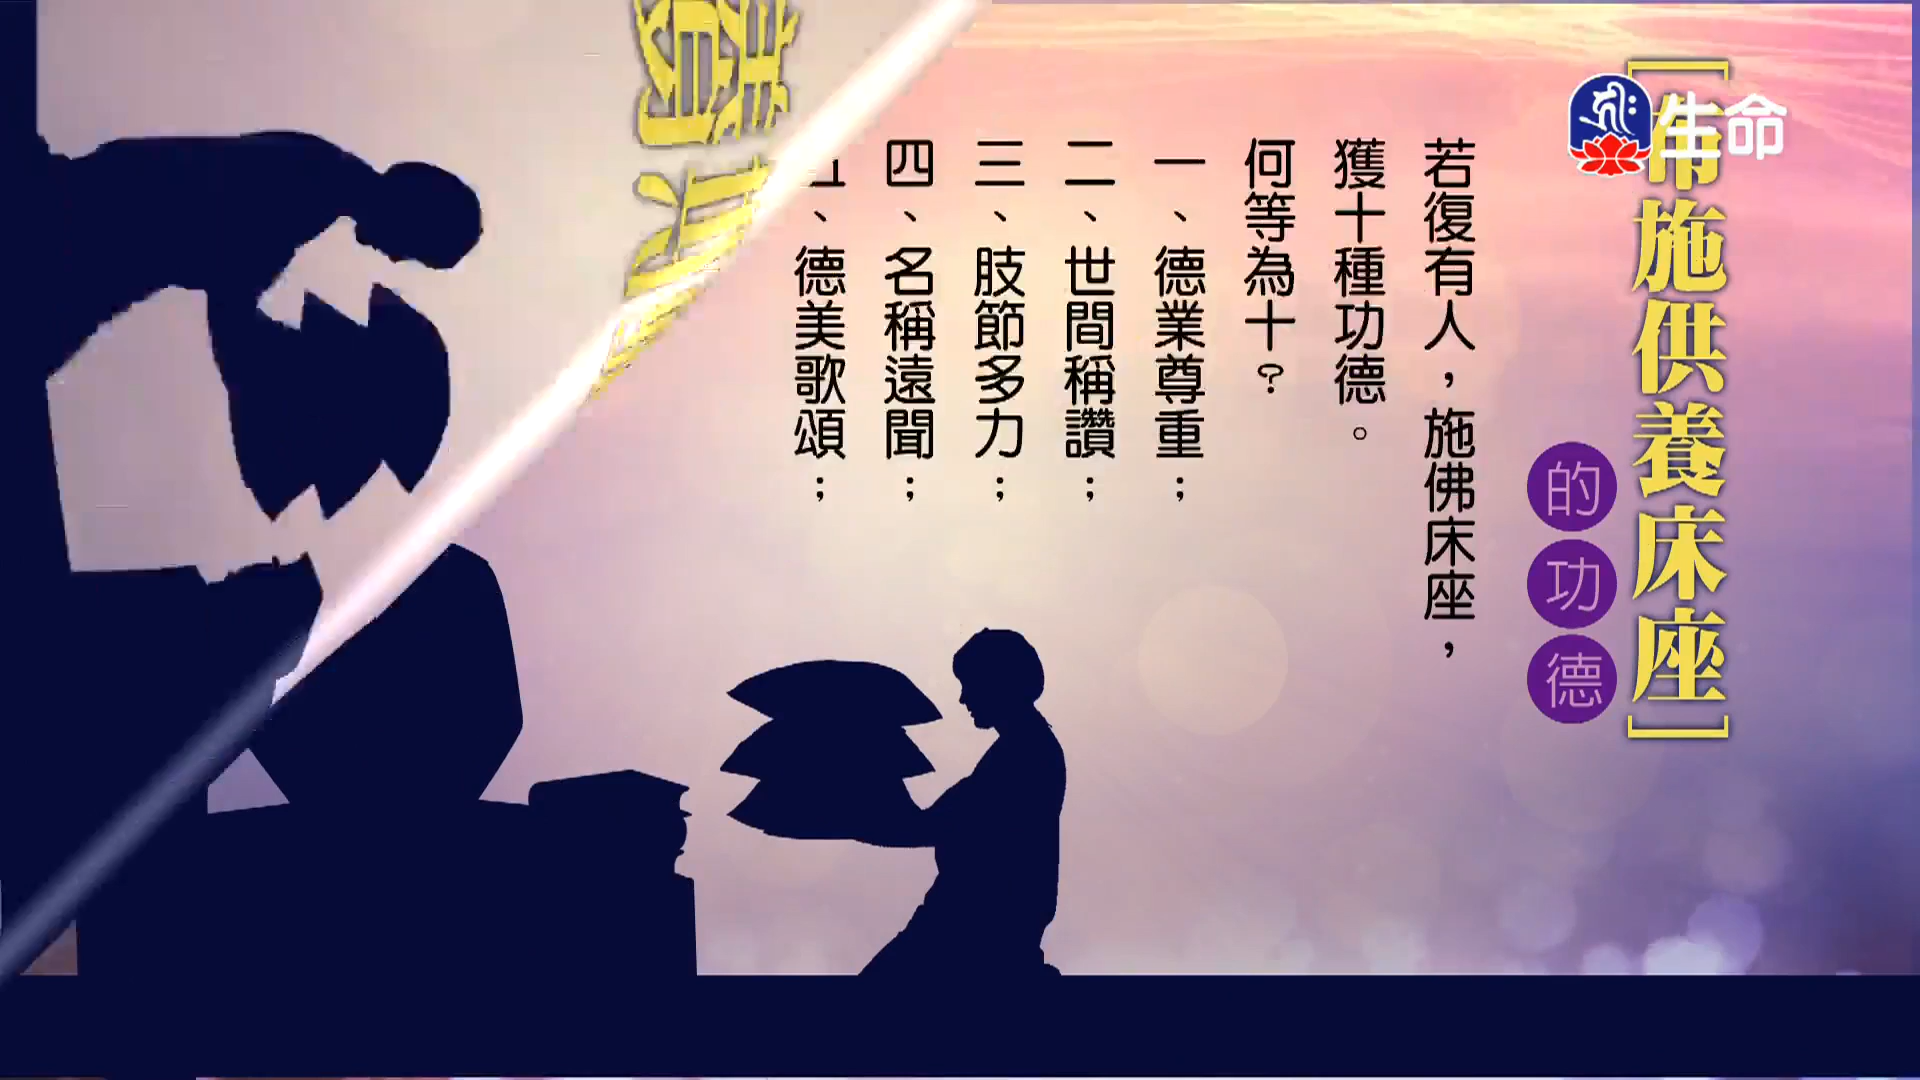 [布施供養床座]
的功德
若復有人，施佛床座，
獲十種功德。
何等為十？
一、德業尊重；
二、世間稱讚；
三、肢節多力；
四、名稱遠聞；
五、德美歌頌；
生命